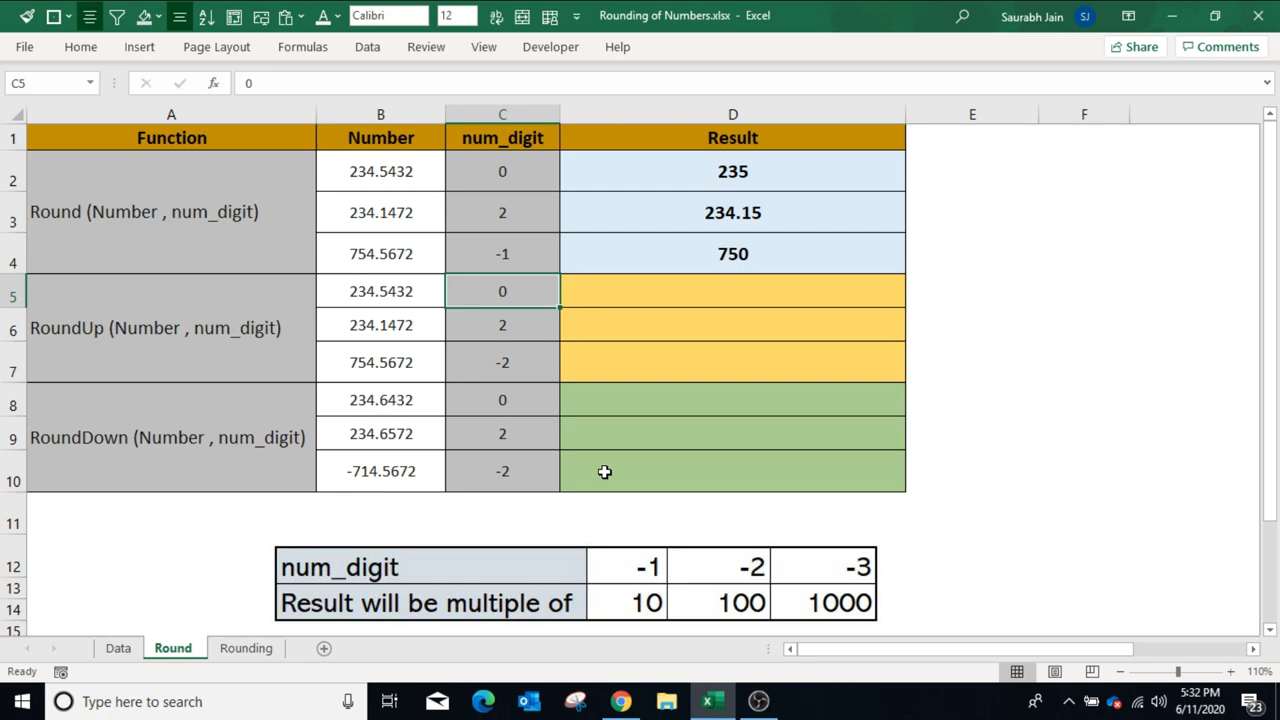 Calibri
12
Rounding of Numbers.xlsx - Excel
Saurabh Jain
SJ
File Home Insert Page Layout Formulas Data Review View Developer Help
Share Comments
C5 fx 0
A B C D E F
1 Function Number num_digit Result
2 234.5432 0 235
3 Round (Number , num_digit) 234.1472 2 234.15
4 754.5672 -1 750
5 234.5432 0
6 RoundUp (Number , num_digit) 234.1472 2
7 754.5672 -2
8 234.6432 0
9 RoundDown (Number , num_digit) 234.6572 2
10 -714.5672 -2
11
12 num_digit -1 -2 -3
13
14 Result will be multiple of 10 100 1000
15
Data Round Rounding
Ready 110%
Type here to search
5:32 PM
6/11/2020
23